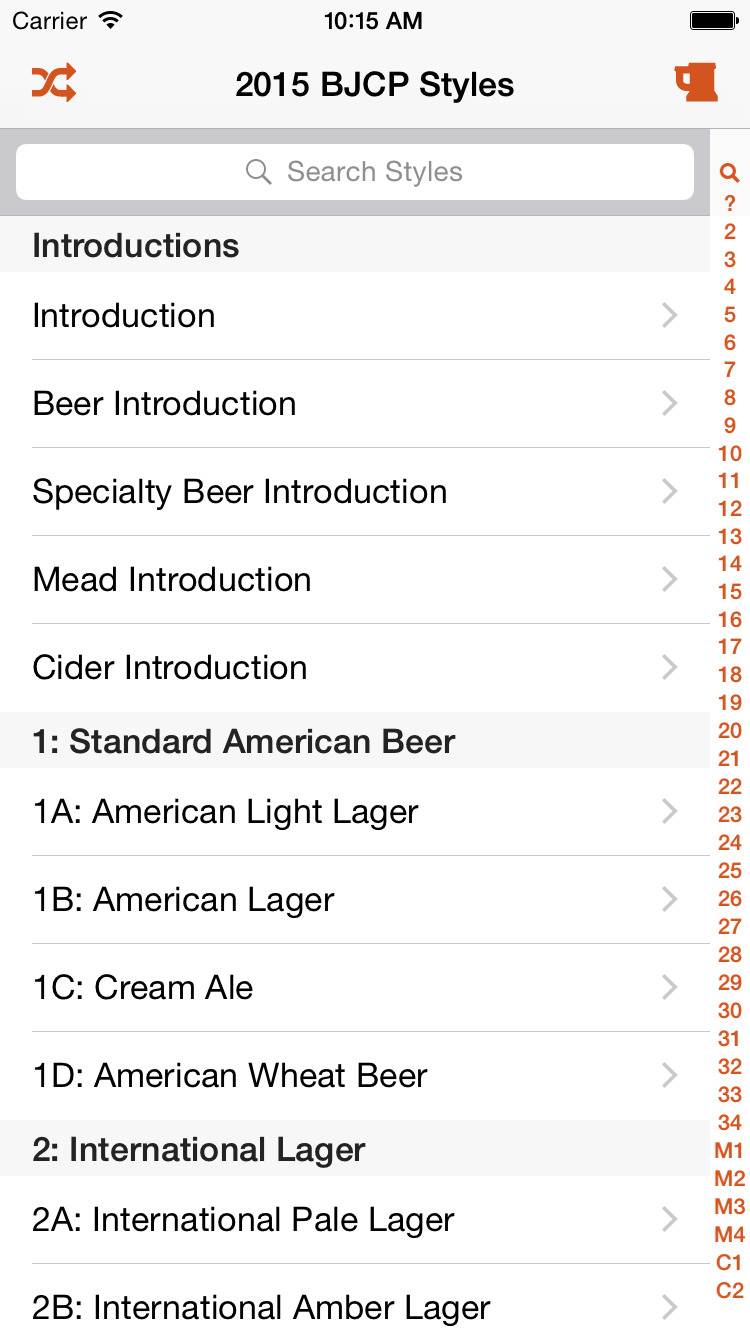 Carrier
10:15 AM
2015 BJCP Styles
Search Styles
Introductions
Introduction
Beer Introduction
Specialty Beer Introduction
Mead Introduction
Cider Introduction
1: Standard American Beer
1A: American Light Lager
1B: American Lager
1C: Cream Ale
1D: American Wheat Beer
2: International Lager
2A: International Pale Lager
2B: International Amber Lager
?
2
3
4
5
6
7
8
9
10
11
12
13
14
15
16
17
18
19
20
21
22
23
24
25
26
27
28
29
30
31
32
33
34
M1
M2
M3
M4
C1
C2